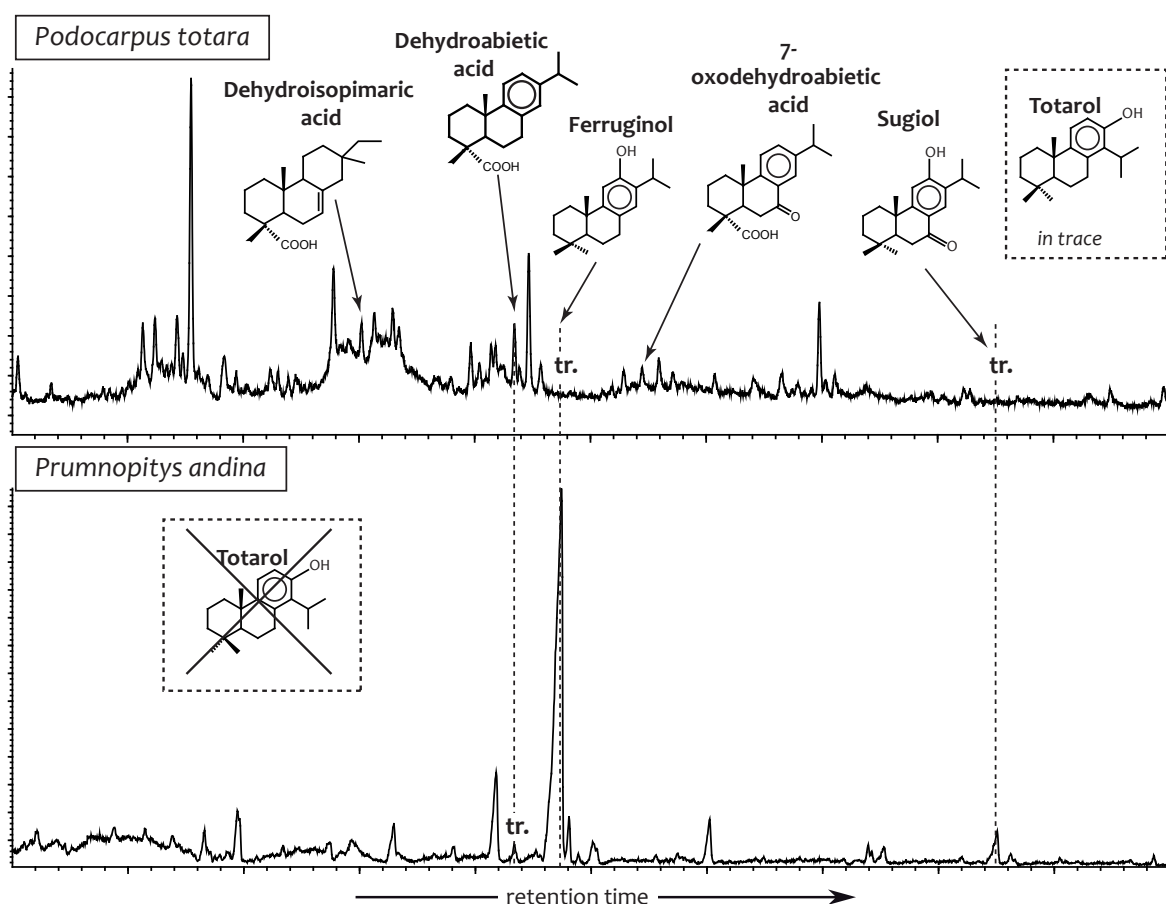 Podocarpus totara
Dehydroisopimaric
acid
COOH
Dehydroabietic
acid
COOH
Ferruginol
OH
7-
oxodehydroabietic
acid
O
COOH
Sugiol
OH
O
Totarol
OH
in trace
tr.
tr.
Prumnopitys andina
Totarol
OH
tr.
retention time